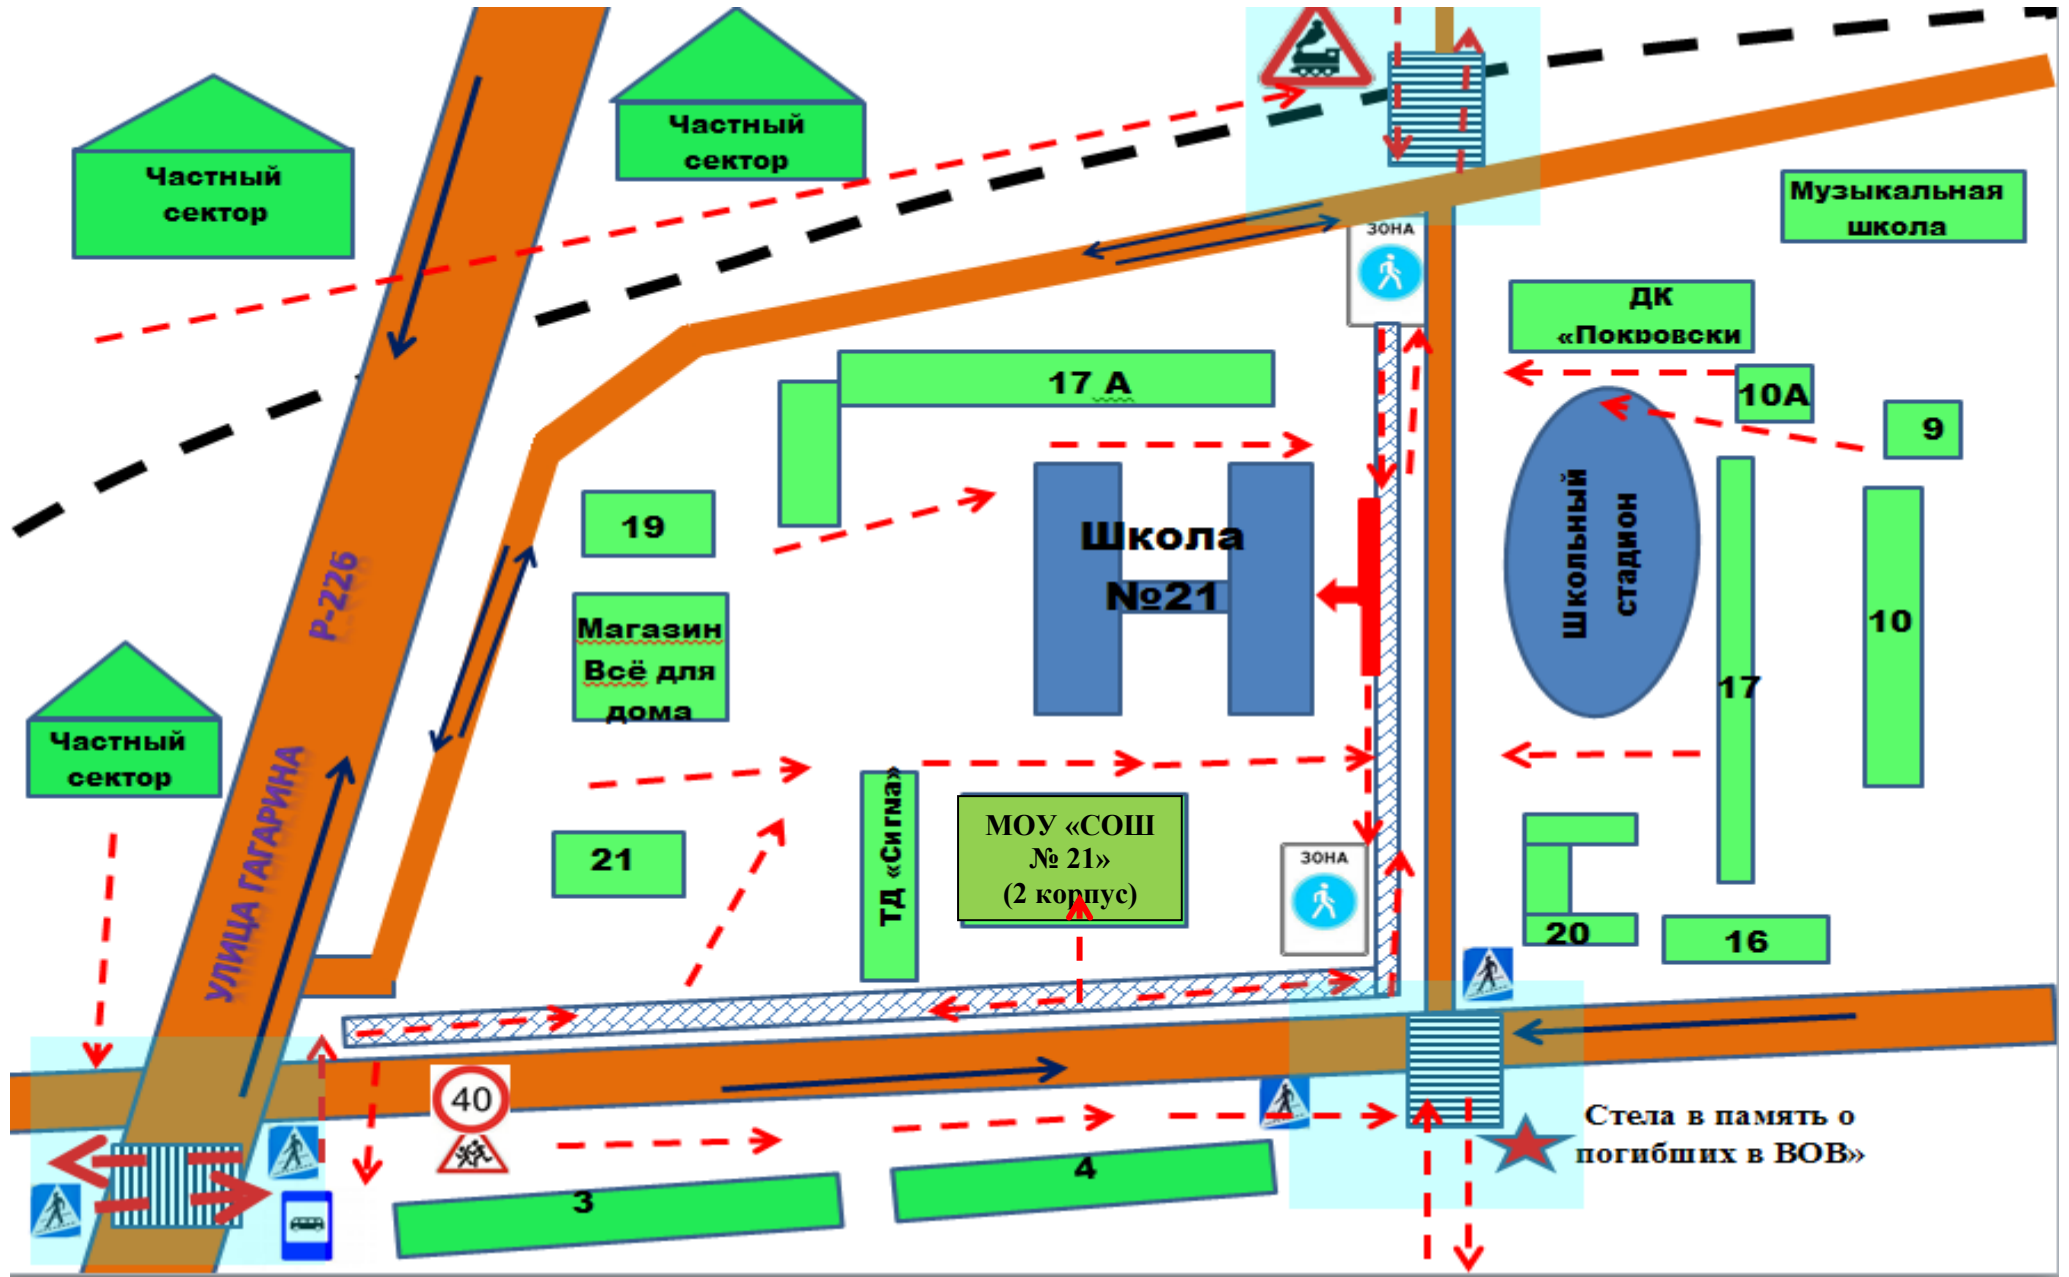 Частный
сектор
Частный
сектор
ЗОНА
Музыкальная
школа
ДК
«Покровски
17 А
10А
9
19
Школа
№21
Школьный
стадион
Р-226
Магазин
Всё для
дома
10
17
Частный
сектор
УЛИЦА ГАГАРИНА
21
ТД «Сигма»
МОУ «СОШ
№ 21»
(2 корпус)
ЗОНА
20
16
40
Стела в память о
погибших в ВОВ»
3
4